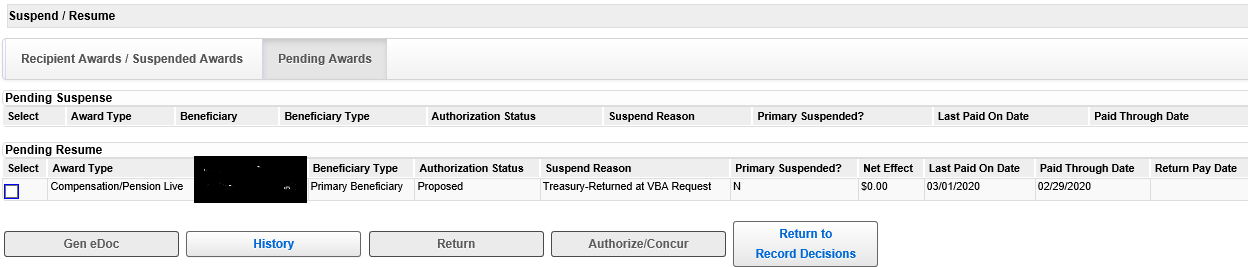 Suspend / Resume
Recipient Awards / Suspended Awards Pending Awards
Pending Suspense
Select Award Type Beneficiary Beneficiary Type Authorization Status Suspend Reason Primary Suspended? Last Paid On Date Paid Through Date
Pending Resume
Select Award Type Beneficiary Type Authorization Status Suspend Reason Primary Suspended? Net Effect Last Paid On Date Paid Through Date Return Pay Date
Compensation/Pension Live Primary Beneficiary Proposed Treasury-Returned at VBA Request N $0.00 03/01/2020 02/29/2020
Gen eDoc History Return Authorize/Concur Return to
Record Decisions